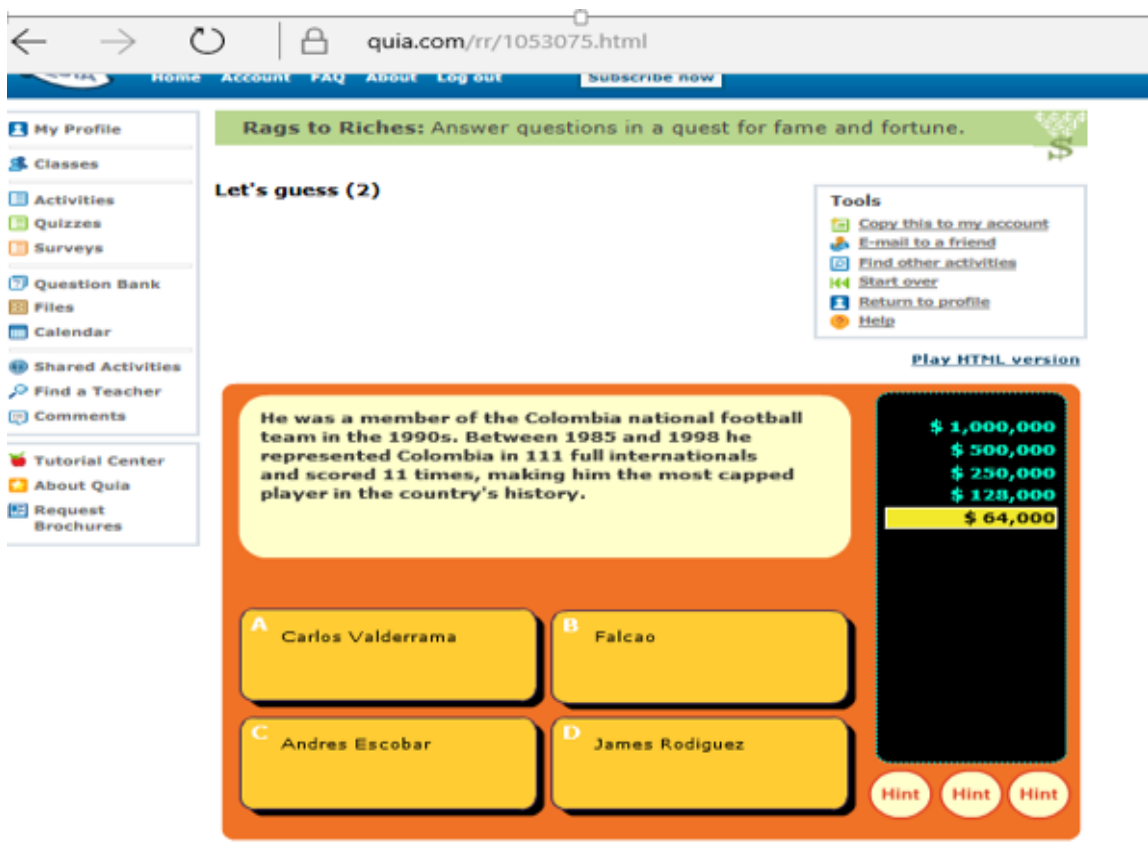 quia.com/rr/1053075.html
Home Account FAQ About Log out Subscribe now
My Profile
Classes
Activities
Quizzes
Surveys
Question Bank
Files
Calendar
Shared Activities
Find a Teacher
Comments
Tutorial Center
About Quia
Request
Brochures
Rags to Riches: Answer questions in a quest for fame and fortune.
$
Let's guess (2)
Tools
Copy this to my account
E-mail to a friend
Find other activities
Start over
Return to profile
Help
Play HTML version
He was a member of the Colombia national football
team in the 1990s. Between 1985 and 1998 he
represented Colombia in 111 full internationals
and scored 11 times, making him the most capped
player in the country's history.
$ 1,000,000
$ 500,000
$ 250,000
$ 128,000
$ 64,000
A Carlos Valderrama
B Falcao
C Andres Escobar
D James Rodiguez
Hint Hint Hint